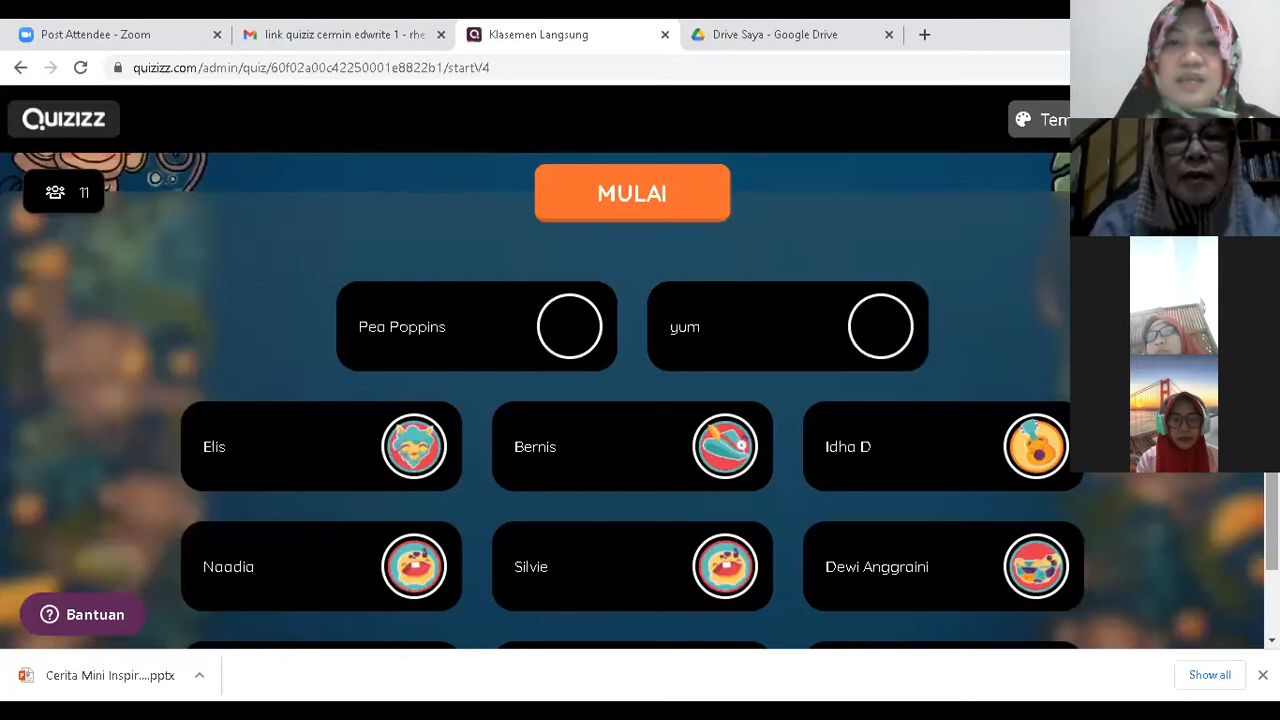 Post Attendee - Zoom
link quiziz cermin edwrite 1 - rhe
Klasemen Langsung
Drive Saya - Google Drive
quizizz.com/admin/quiz/60f02a00c42250001e8822b1/startV4
QUIZIZZ
Tem
11
MULAI
Pea Poppins
yum
Elis
Bernis
Idha D
Naadia
Silvie
Dewi Anggraini
Bantuan
Cerita Mini Inspir....pptx
Show all